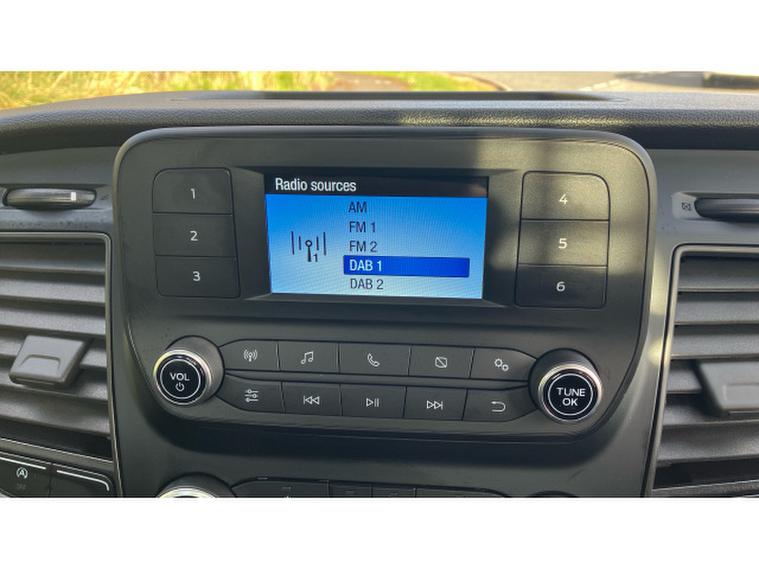 Radio sources
AM
FM 1
FM 2
DAB 1
DAB 2
1
1
2
3
4
5
6
VOL
TUNE
OK
A